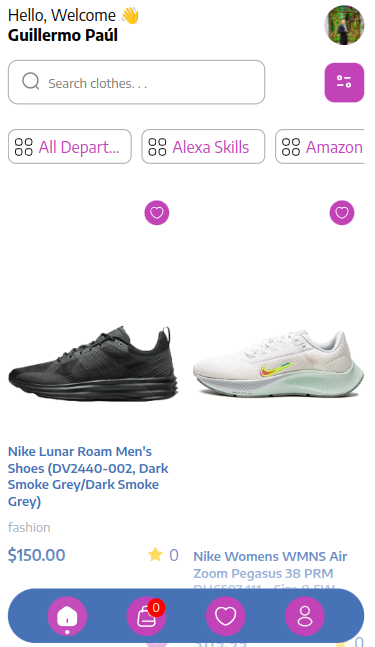 Hello, Welcome 👋
Guillermo Paúl
Search clothes. . .
All Depart...
Alexa Skills
Amazon
Nike Lunar Roam Men's
Shoes (DV2440-002, Dark
Smoke Grey/Dark Smoke
Grey)
fashion
$150.00
0
Nike Womens WMNS Air
Zoom Pegasus 38 PRM
0
0